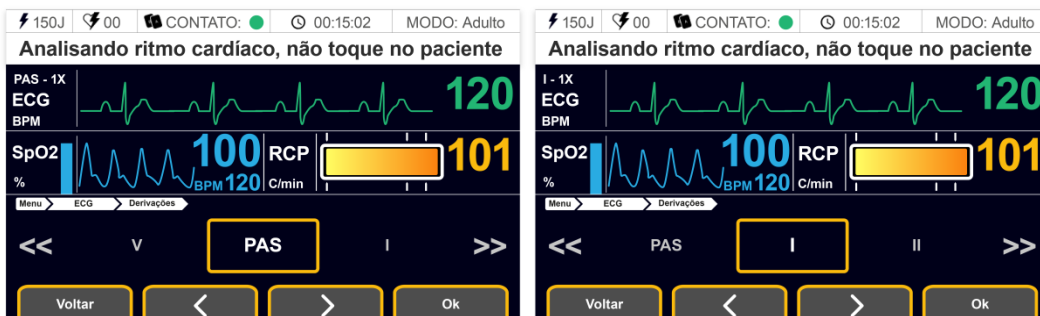 150J 00 CONTATO: 00:15:02 MODO: Adulto
Analisando ritmo cardíaco, não toque no paciente
PAS - 1X
ECG
BPM
120
SpO2
%
100
BPM 120
RCP
C/min
101
Menu ECG Derivações
<< V PAS I >>
Voltar < > Ok
150J 00 CONTATO: 00:15:02 MODO: Adulto
Analisando ritmo cardíaco, não toque no paciente
I - 1X
ECG
BPM
120
SpO2
%
100
BPM 120
RCP
C/min
101
Menu ECG Derivações
<< PAS I II >>
Voltar < > Ok